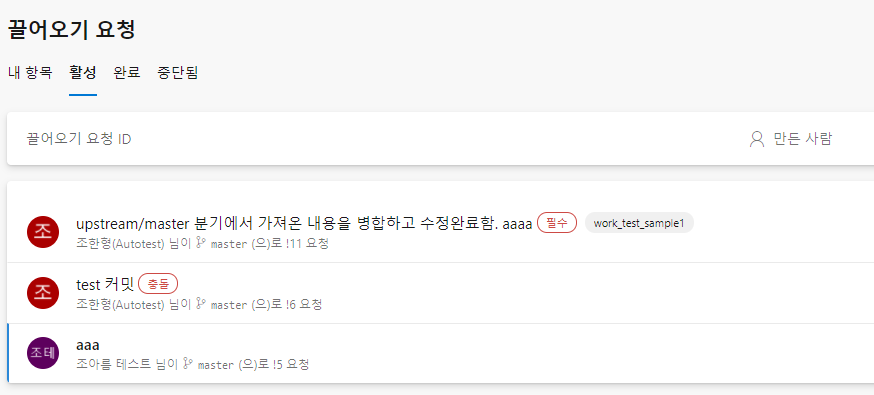 끌어오기 요청
내 항목 활성 완료 중단됨
끌어오기 요청 ID 만든 사람
조 upstream/master 분기에서 가져온 내용을 병합하고 수정완료함. aaaa 필수 work_test_sample1
조한형(Autotest) 님이 master (으)로 !11 요청
조 test 커밋 충돌
조한형(Autotest) 님이 master (으)로 !6 요청
조테 aaa
조아름 테스트 님이 master (으)로 !5 요청